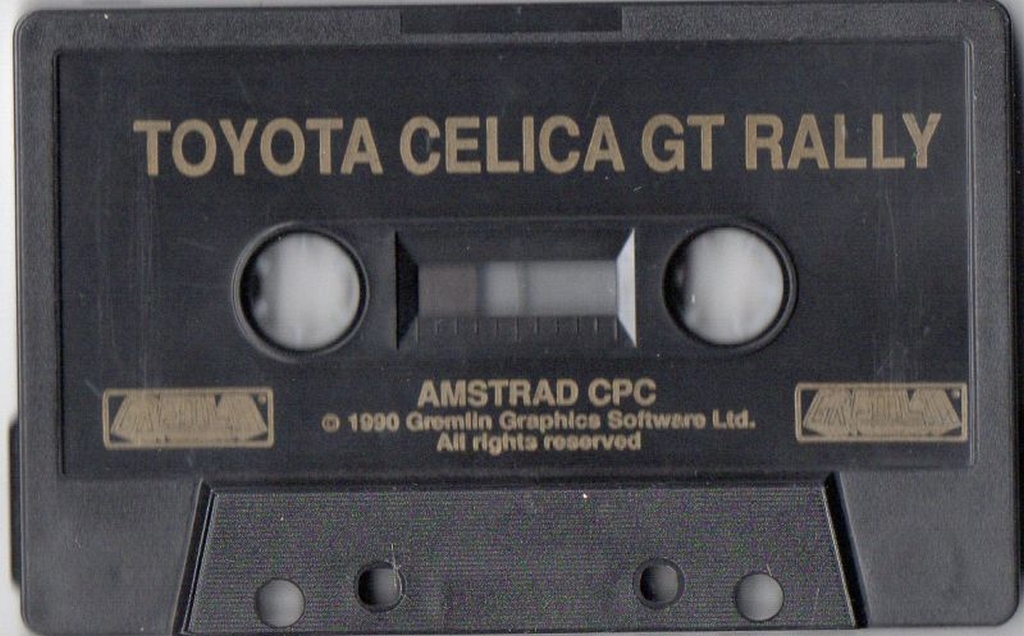 TOYOTA CELICA GT RALLY
AMSTRAD CPC
© 1990 Gremlin Graphics Software Ltd.
All rights reserved